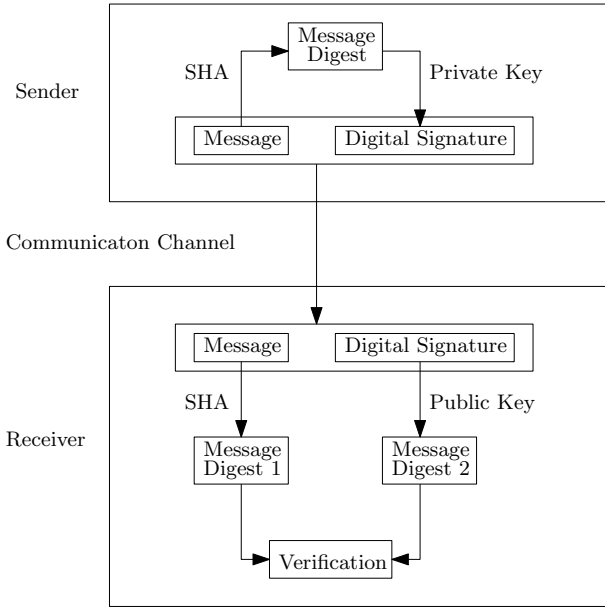 Message
Digest
SHA
Private Key
Sender
Message
Digital Signature
Communicaton Channel
Message
Digital Signature
SHA
Public Key
Receiver
Message
Digest 1
Message
Digest 2
Verification